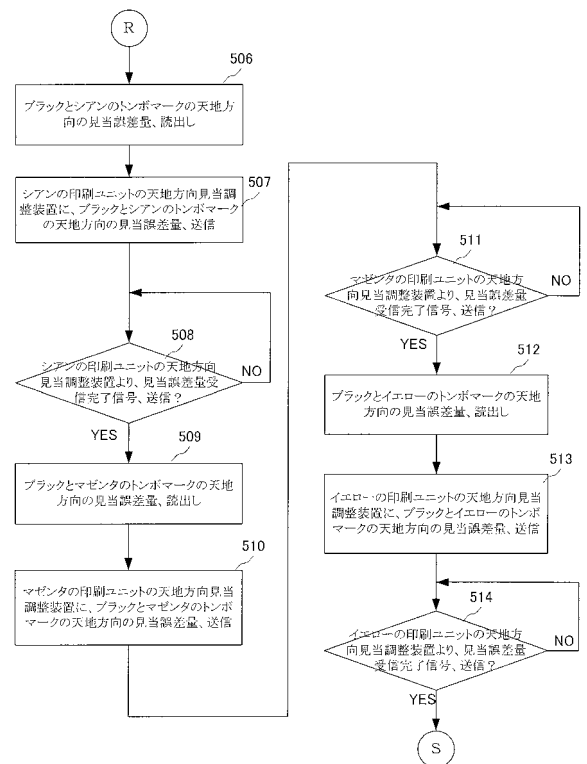 R
506
ブラックとシアンのトンボマークの天地方
向の見当誤差量、読出し
507
シアンの印刷ユニットの天地方向見当調
整装置に、ブラックとシアンのトンボマーク
の天地方向の見当誤差量、送信
508
シアンの印刷ユニットの天地方向
見当調整装置より、見当誤差量受
信完了信号、送信？
NO
YES
509
ブラックとマゼンタのトンボマークの天地
方向の見当誤差量、読出し
510
マゼンタの印刷ユニットの天地方向見当
調整装置に、ブラックとマゼンタのトンボ
マークの天地方向の見当誤差量、送信
511
マゼンタの印刷ユニットの天地方
向見当調整装置より、見当誤差量
受信完了信号、送信？
NO
YES
512
ブラックとイエローのトンボマークの天地
方向の見当誤差量、読出し
513
イエローの印刷ユニットの天地方向見当
調整装置に、ブラックとイエローのトンボ
マークの天地方向の見当誤差量、送信
514
イエローの印刷ユニットの天地方
向見当調整装置より、見当誤差量
受信完了信号、送信？
NO
YES
S